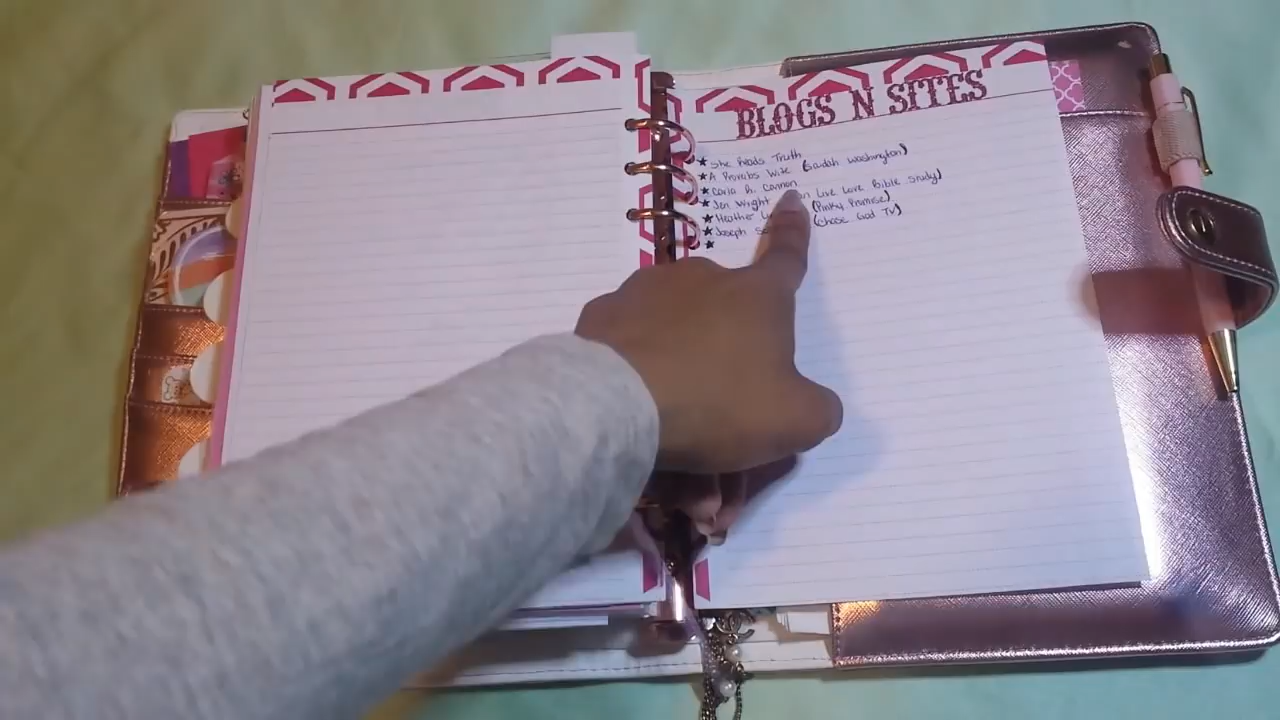 BLOGS N SITES
★ She Reads Truth
★ A Proverbs Wife (Saidah Washington)
★ Carla R. Cannon
★ Jen Wright Live Love Bible Study)
★ Heather (Pinky Promise)
★ Joseph (Chose God TV)
★